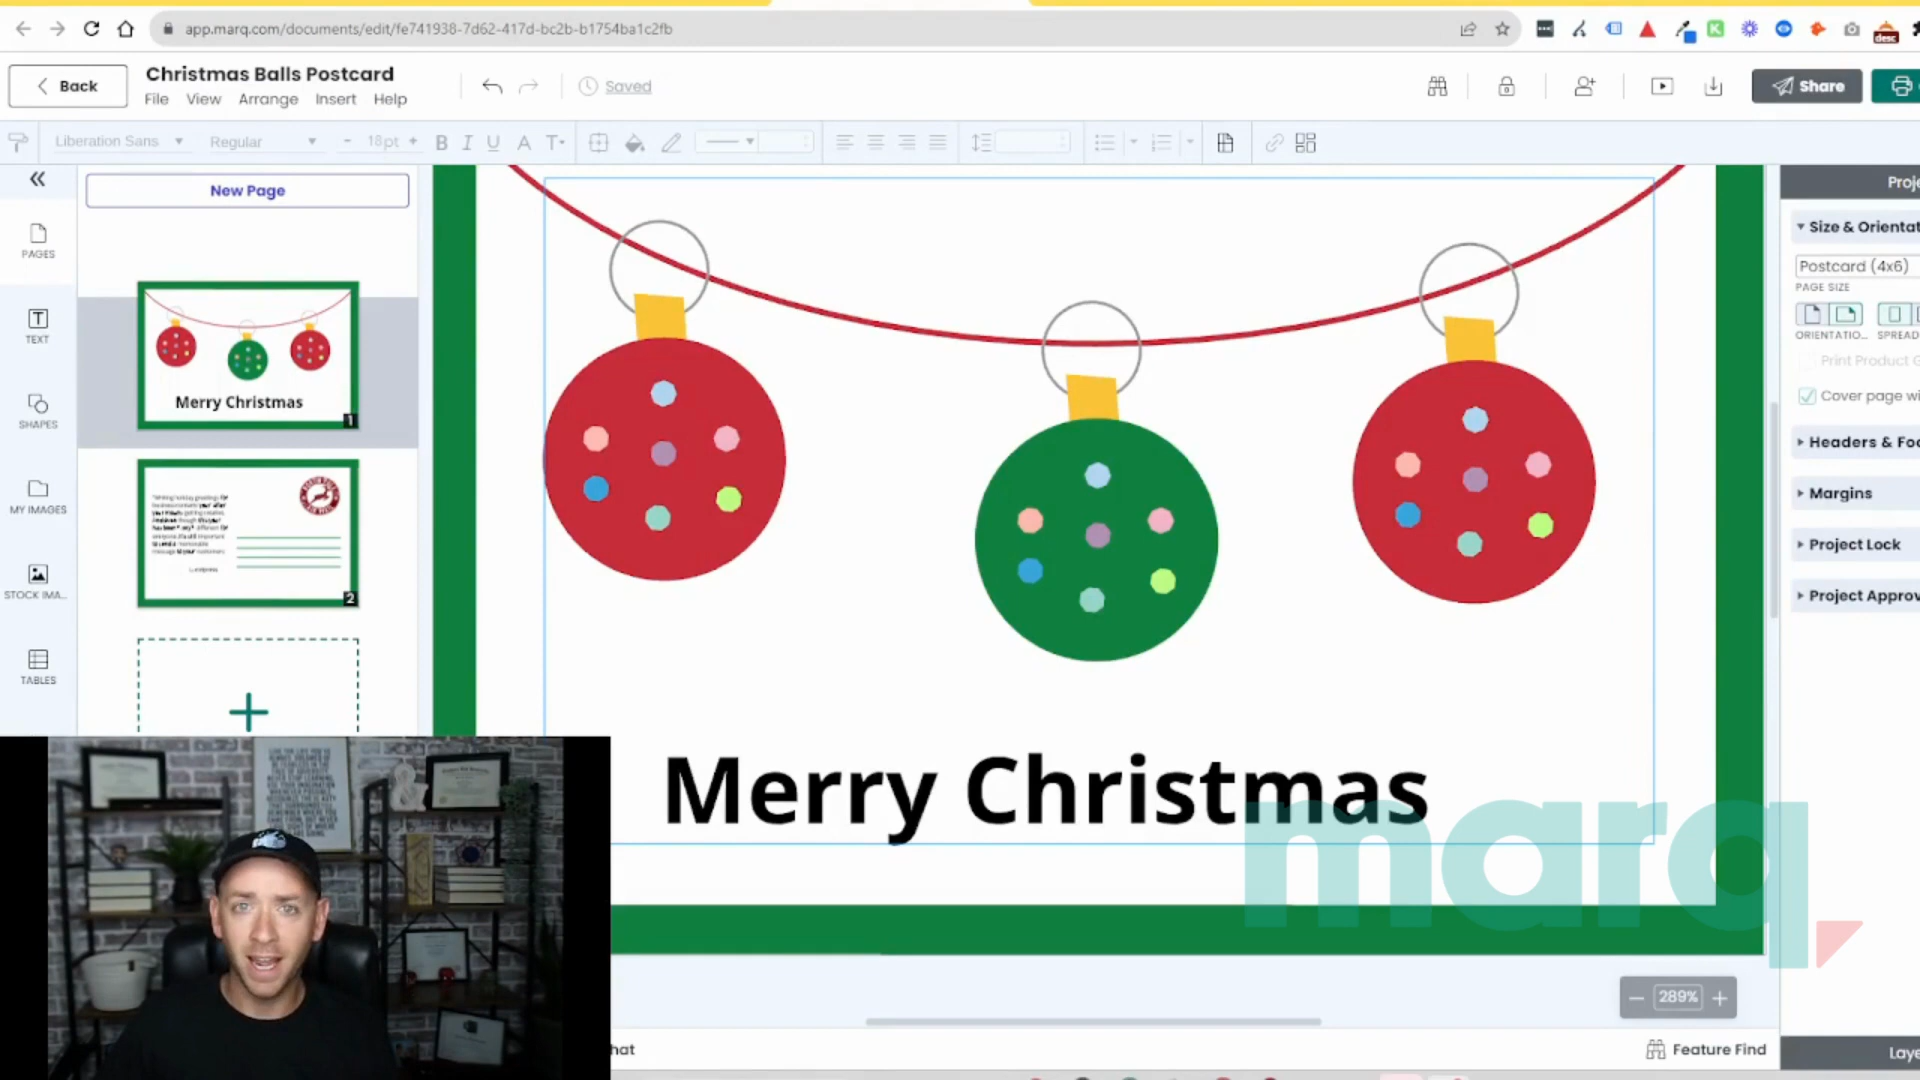 app.marq.com/documents/edit/fe741938-7d62-417d-bc2b-b1754ba1c2fb
desc
Back
Christmas Balls Postcard
File View Arrange Insert Help
Saved
Share
Liberation Sans Regular - 18pt + B I U A T
New Page
PAGES
TEXT
SHAPES
MY IMAGES
STOCK IMA...
TABLES
Merry Christmas
1
2
Merry Christmas
marq
Size & Orientat
Postcard (4x6)
PAGE SIZE
ORIENTATIO... SPREAD
Print Product G
Cover page wi
Headers & Foo
Margins
Project Lock
Project Approv
289%
hat
Feature Find
Laye